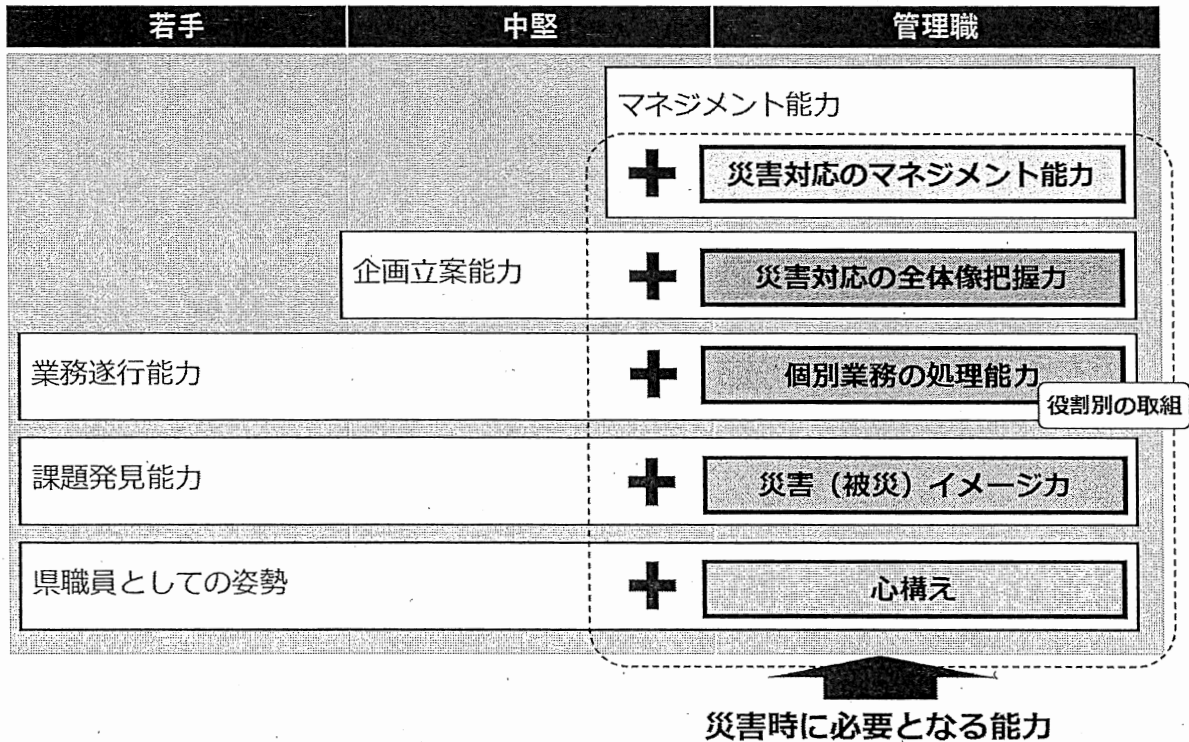 若手 中堅 管理職
マネジメント能力
+ 災害対応のマネジメント能力
企画立案能力 + 災害対応の全体像把握力
業務遂行能力 + 個別業務の処理能力
役割別の取組
課題発見能力 + 災害（被災）イメージ力
県職員としての姿勢 + 心構え
災害時に必要となる能力